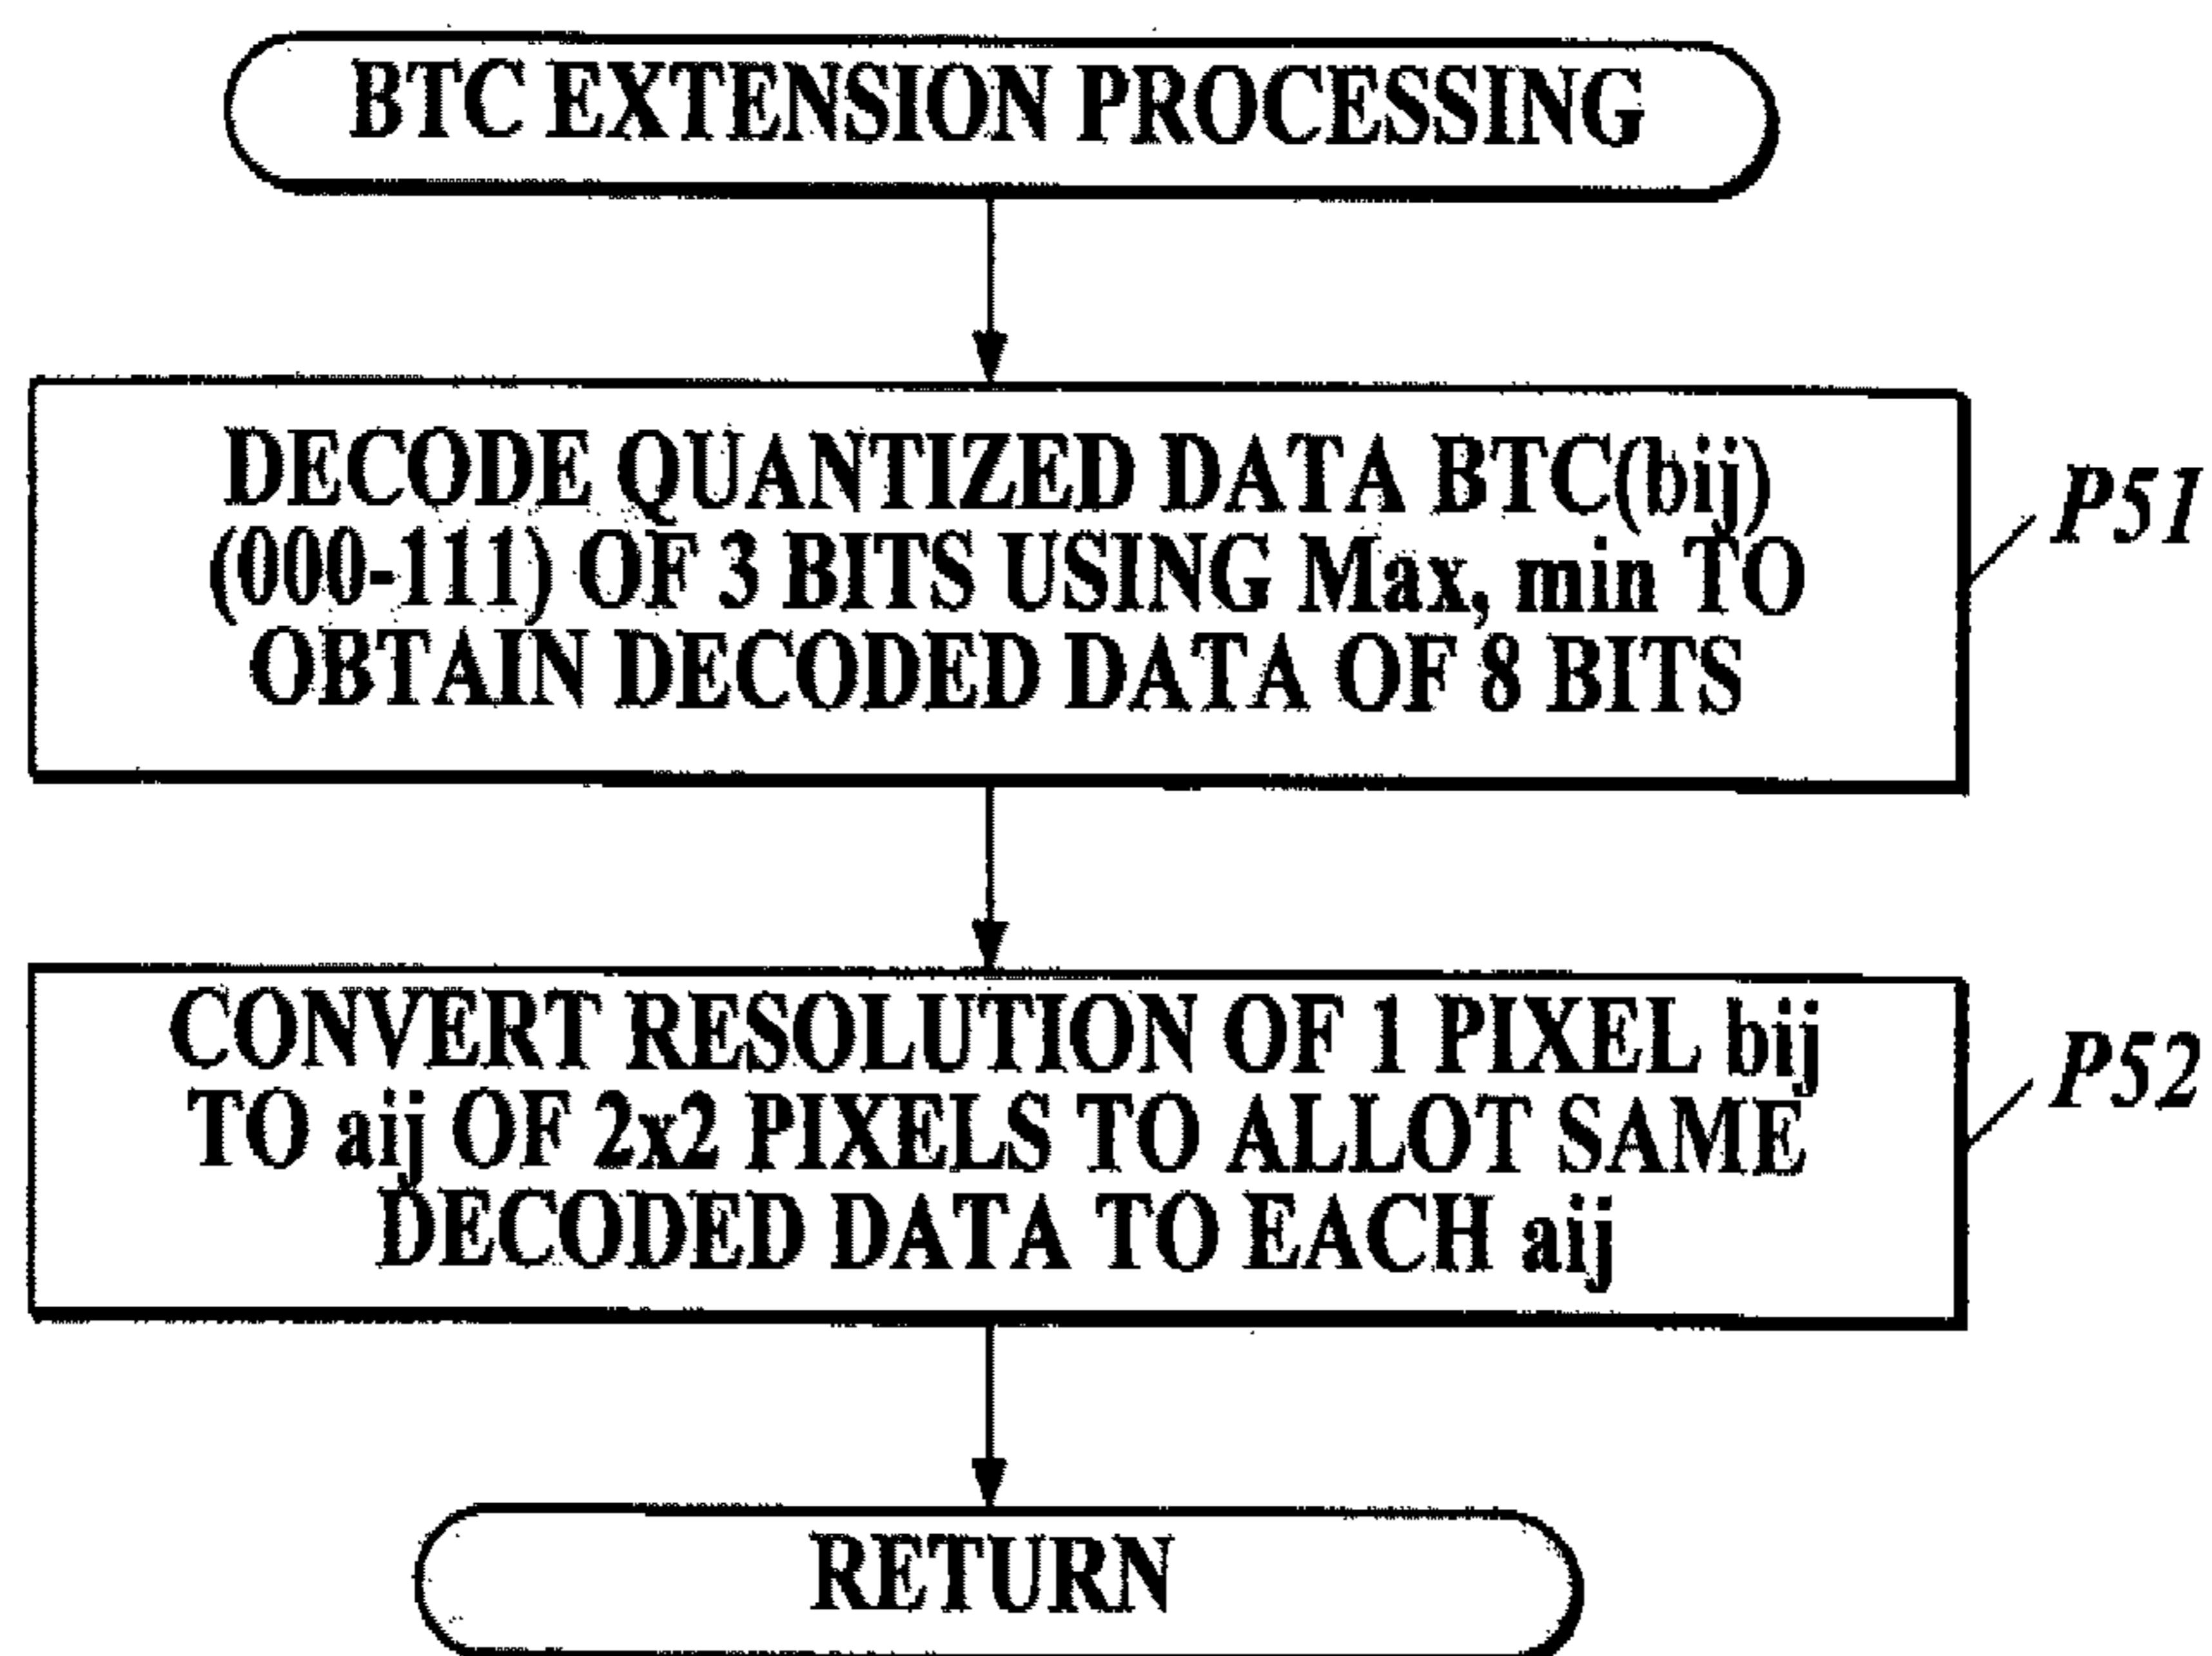 BTC EXTENSION PROCESSING
DECODE QUANTIZED DATA BTC(bij)
(000-111) OF 3 BITS USING Max, min TO
OBTAIN DECODED DATA OF 8 BITS
P51
CONVERT RESOLUTION OF 1 PIXEL bij
TO aij OF 2x2 PIXELS TO ALLOT SAME
DECODED DATA TO EACH aij
P52
RETURN